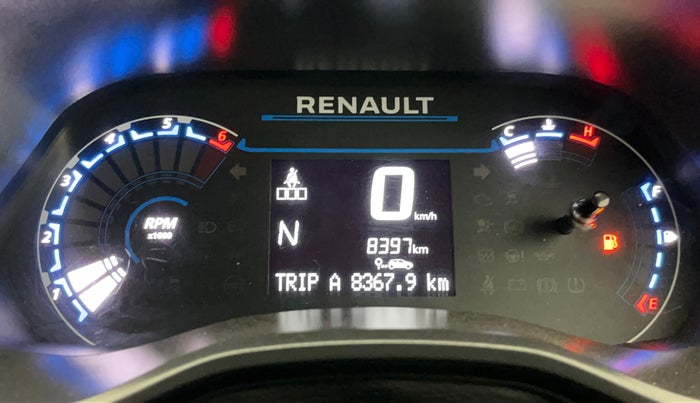 RENAULT
1
2
3
4
5
6
RPM
x1000
0 km/h
N
8397km
TRIP A 8367.9 km
C
H
F
E